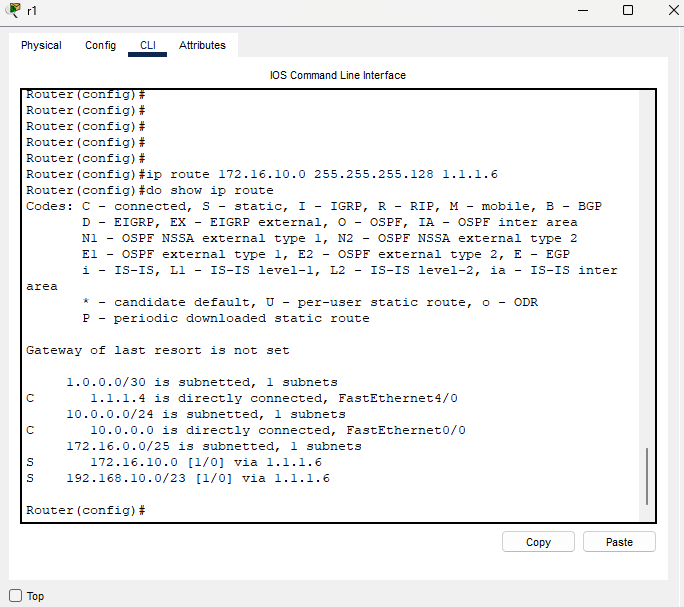 r1
Physical Config CLI Attributes
IOS Command Line Interface
Router(config)#
Router(config)#
Router(config)#
Router(config)#
Router(config)#
Router(config)#ip route 172.16.10.0 255.255.255.128 1.1.1.6
Router(config)#do show ip route
Codes: C - connected, S - static, I - IGRP, R - RIP, M - mobile, B - BGP
D - EIGRP, EX - EIGRP external, O - OSPF, IA - OSPF inter area
N1 - OSPF NSSA external type 1, N2 - OSPF NSSA external type 2
E1 - OSPF external type 1, E2 - OSPF external type 2, E - EGP
i - IS-IS, L1 - IS-IS level-1, L2 - IS-IS level-2, ia - IS-IS inter
area
* - candidate default, U - per-user static route, o - ODR
P - periodic downloaded static route
Gateway of last resort is not set
1.0.0.0/30 is subnetted, 1 subnets
C 1.1.1.4 is directly connected, FastEthernet4/0
10.0.0.0/24 is subnetted, 1 subnets
C 10.0.0.0 is directly connected, FastEthernet0/0
172.16.0.0/25 is subnetted, 1 subnets
S 172.16.10.0 [1/0] via 1.1.1.6
S 192.168.10.0/23 [1/0] via 1.1.1.6
Router(config)#
Copy Paste
Top